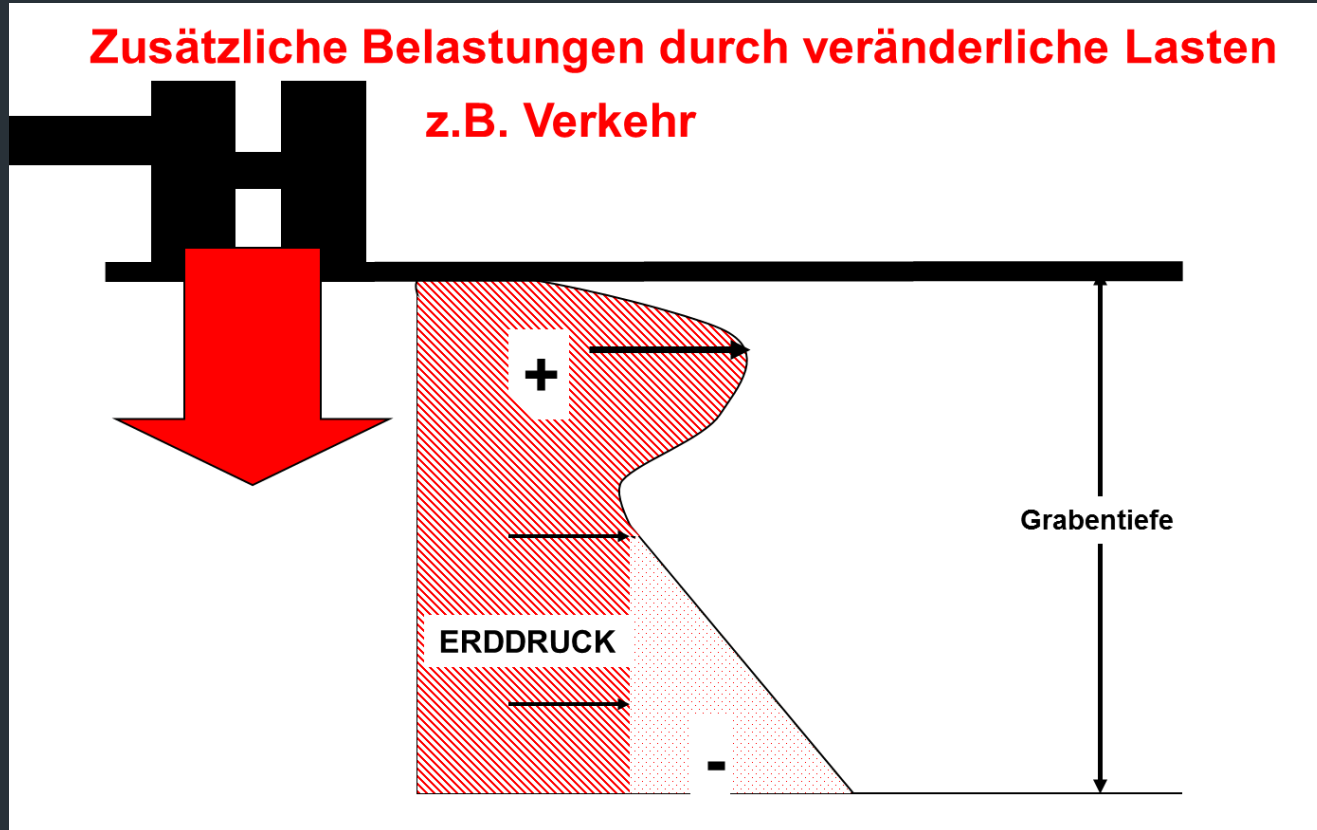 Zusätzliche Belastungen durch veränderliche Lasten
z.B. Verkehr
+
Grabentiefe
ERDDRUCK
-